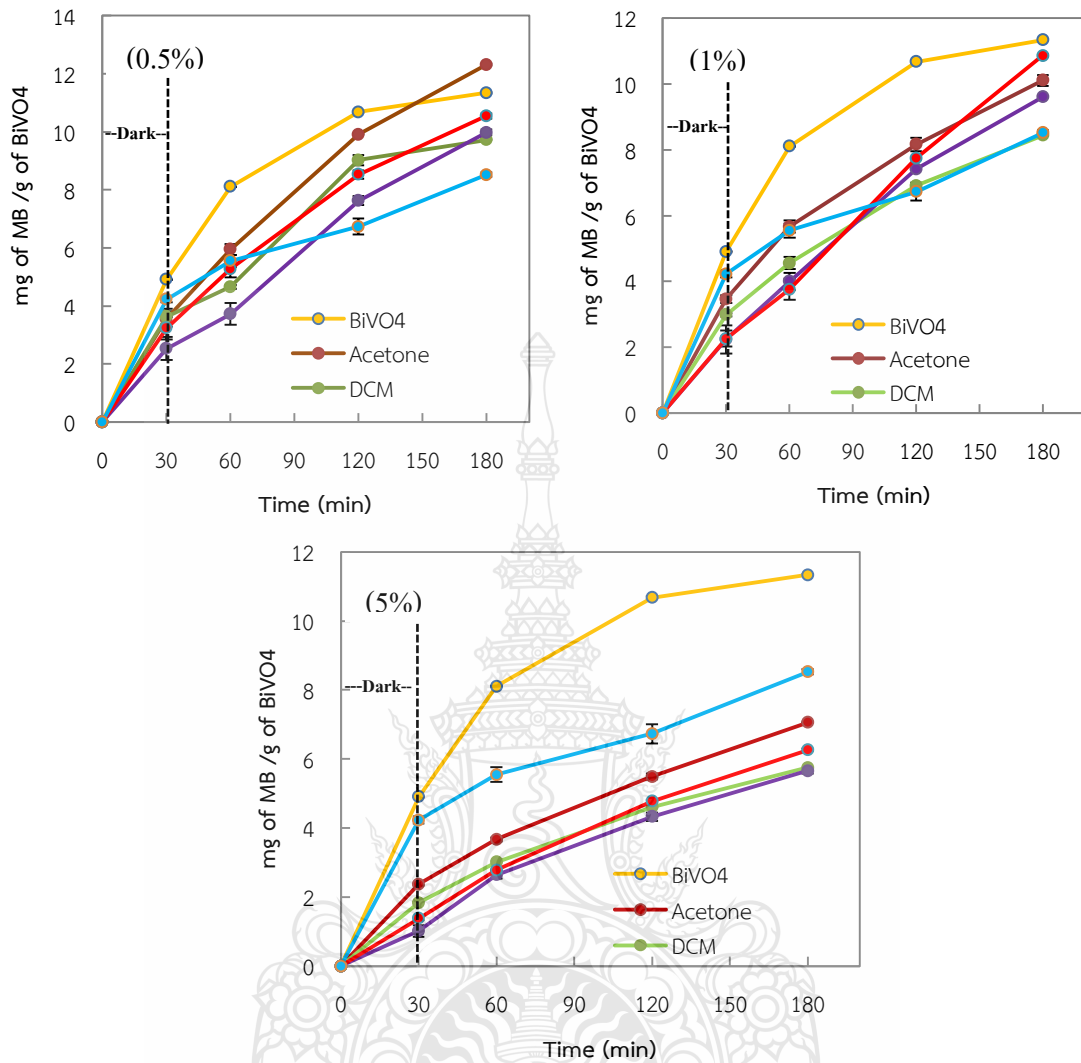 14
12
10
8
6
4
2
0
mg of MB /g of BiVO4
(0.5%)
--Dark--
BiVO4
Acetone
DCM
0 30 60 90 120 150 180
Time (min)
12
10
8
6
4
2
0
mg of MB /g of BiVO4
(1%)
--Dark--
BiVO4
Acetone
DCM
0 30 60 90 120 150 180
Time (min)
12
10
8
6
4
2
0
mg of MB /g of BiVO4
(5%)
---Dark--
BiVO4
Acetone
DCM
0 30 60 90 120 150 180
Time (min)